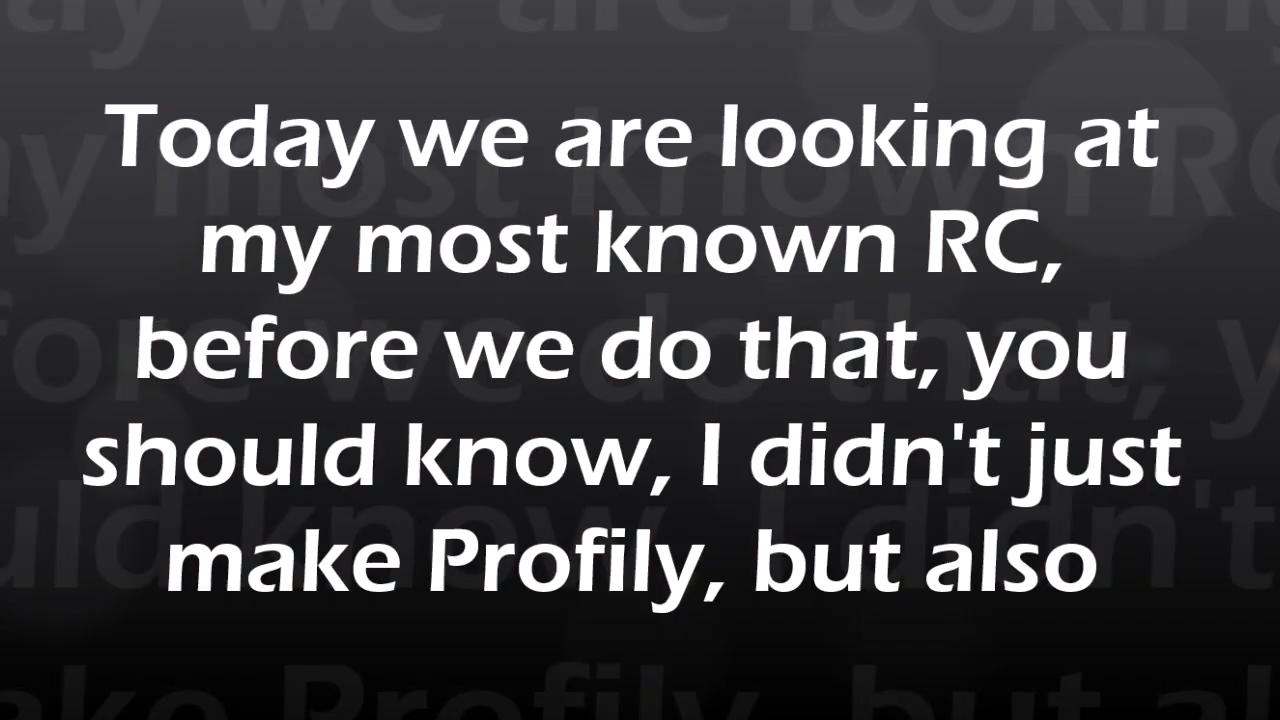 Today we are looking at
my most known RC,
before we do that, you
should know, I didn't just
make Profily, but also